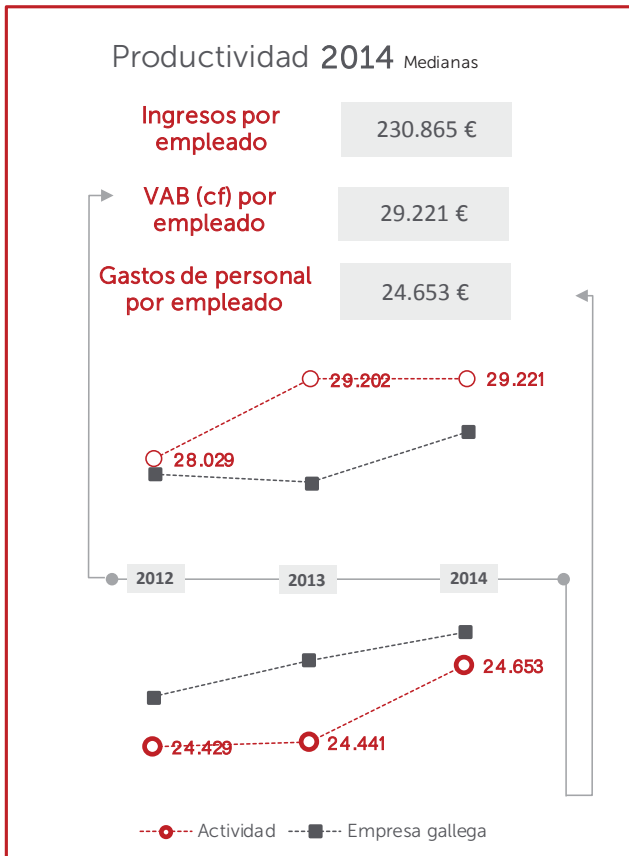 Productividad 2014 Medianas
Ingresos por
empleado
230.865 €
VAB (cf) por
empleado
29.221 €
Gastos de personal
por empleado
24.653 €
29.202
29.221
28.029
2012
2013
2014
24.653
24.429
24.441
Actividad
Empresa gallega